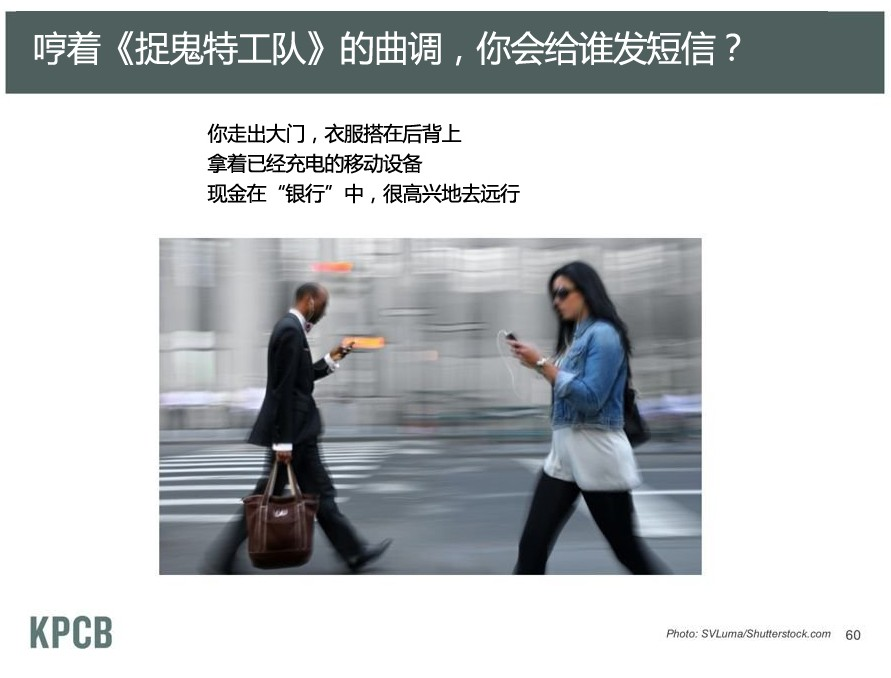 哼着《捉鬼特工队》的曲调，你会给谁发短信？
你走出大门，衣服搭在后背上
拿着已经充电的移动设备
现金在“银行”中，很高兴地去远行
KPCB
Photo: SVLuma/Shutterstock.com
60